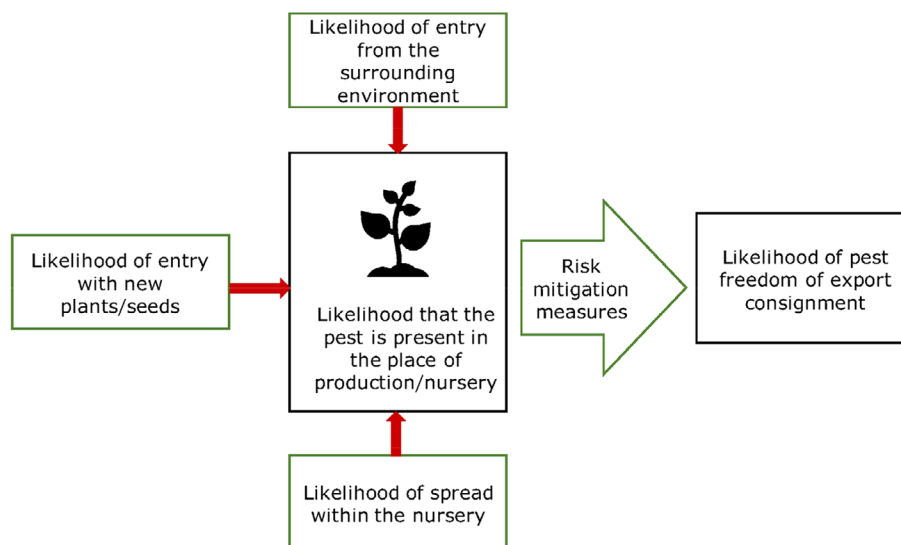 Likelihood of entry
from the
surrounding
environment
Likelihood of entry
with new
plants/seeds
Likelihood that the
pest is present in
the place of
production/nursery
Risk
mitigation
measures
Likelihood of pest
freedom of export
consignment
Likelihood of spread
within the nursery